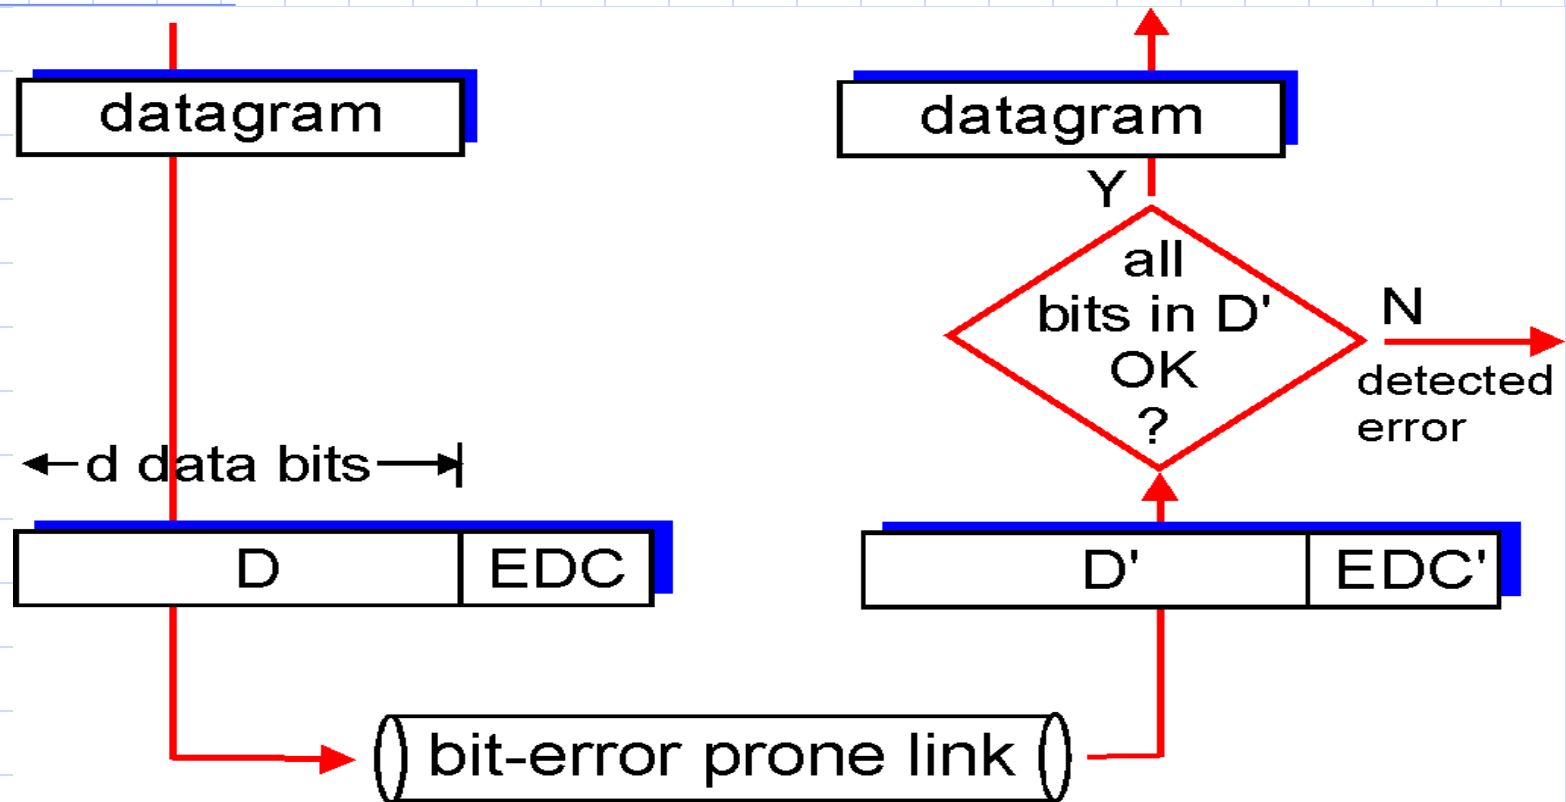 datagram
datagram
Y
all
bits in D'
OK
?
N
detected
error
d data bits
D
EDC
D'
EDC'
bit-error prone link